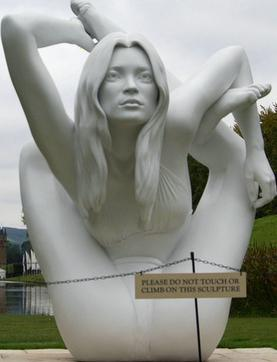 PLEASE DO NOT TOUCH OR
CLIMB ON THIS SCULPTURE